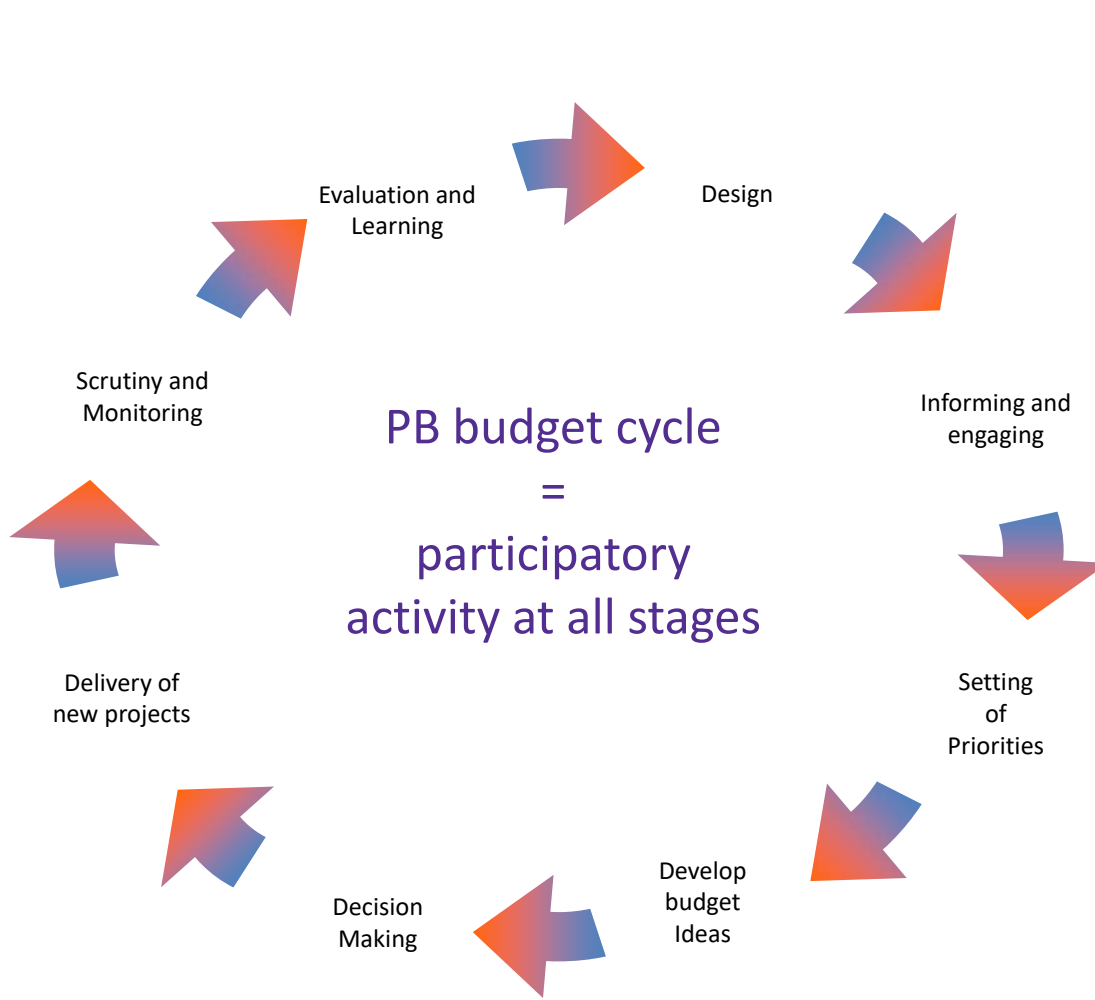 Evaluation and
Learning
Design
Scrutiny and
Monitoring
Informing and
engaging
PB budget cycle
=
participatory
activity at all stages
Delivery of
new projects
Setting
of
Priorities
Develop
budget
Ideas
Decision
Making